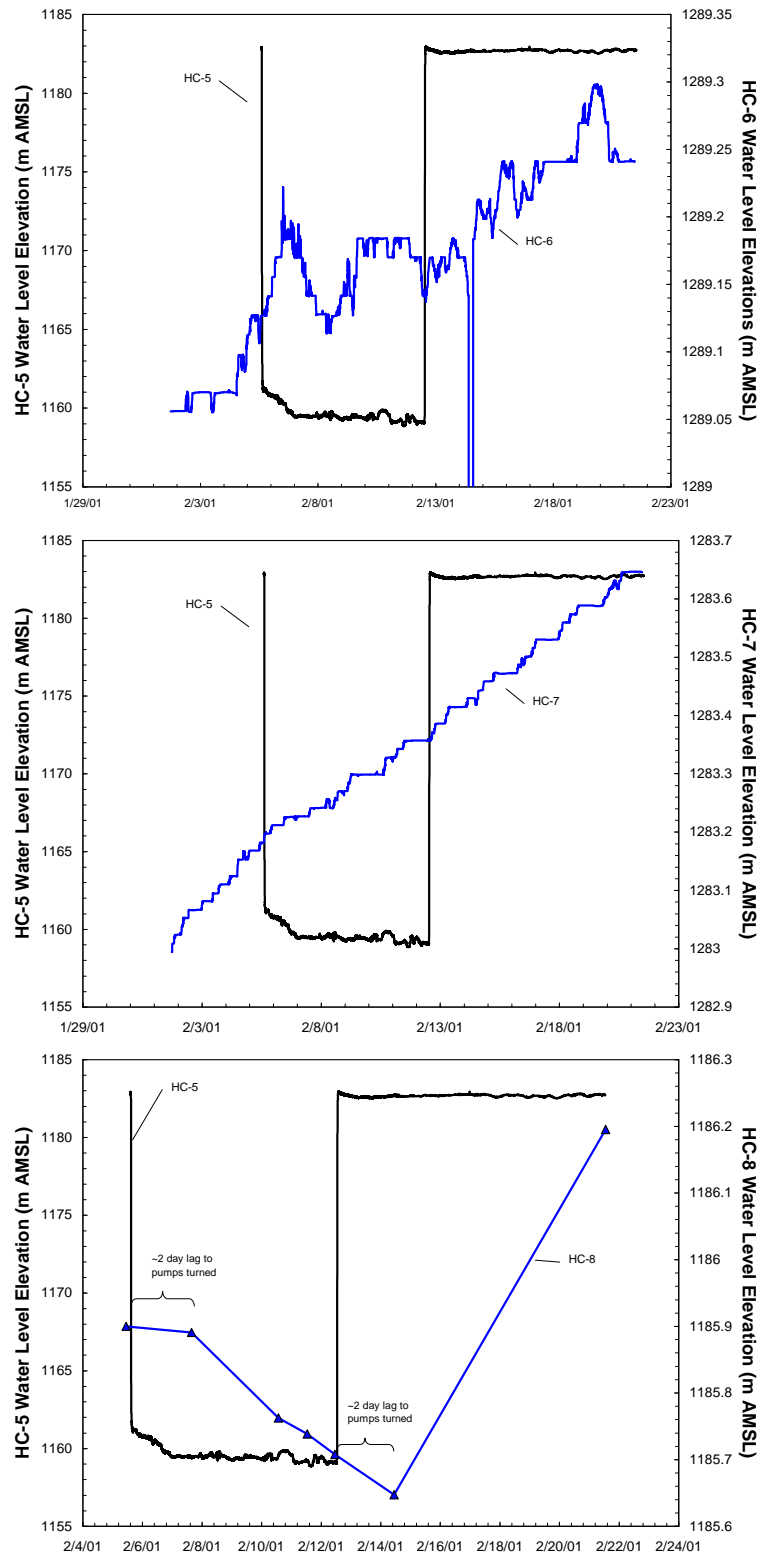 1185
1180
1175
1170
1165
1160
1155
HC-5 Water Level Elevation (m AMSL)
HC-5
HC-6
1289.35
1289.3
1289.25
1289.2
1289.15
1289.1
1289.05
1289
HC-6 Water Level Elevations (m AMSL)
1/29/01 2/3/01 2/8/01 2/13/01 2/18/01 2/23/01
1185
1180
1175
1170
1165
1160
1155
HC-5 Water Level Elevation (m AMSL)
HC-5
HC-7
1283.7
1283.6
1283.5
1283.4
1283.3
1283.2
1283.1
1283
1282.9
HC-7 Water Level Elevation (m AMSL)
1/29/01 2/3/01 2/8/01 2/13/01 2/18/01 2/23/01
1185
1180
1175
1170
1165
1160
1155
HC-5 Water Level Elevation (m AMSL)
HC-5
~2 day lag to
pumps turned
HC-8
~2 day lag to
pumps turned
1186.3
1186.2
1186.1
1186
1185.9
1185.8
1185.7
1185.6
HC-8 Water Level Elevation (m AMSL)
2/4/01 2/6/01 2/8/01 2/10/01 2/12/01 2/14/01 2/16/01 2/18/01 2/20/01 2/22/01 2/24/01